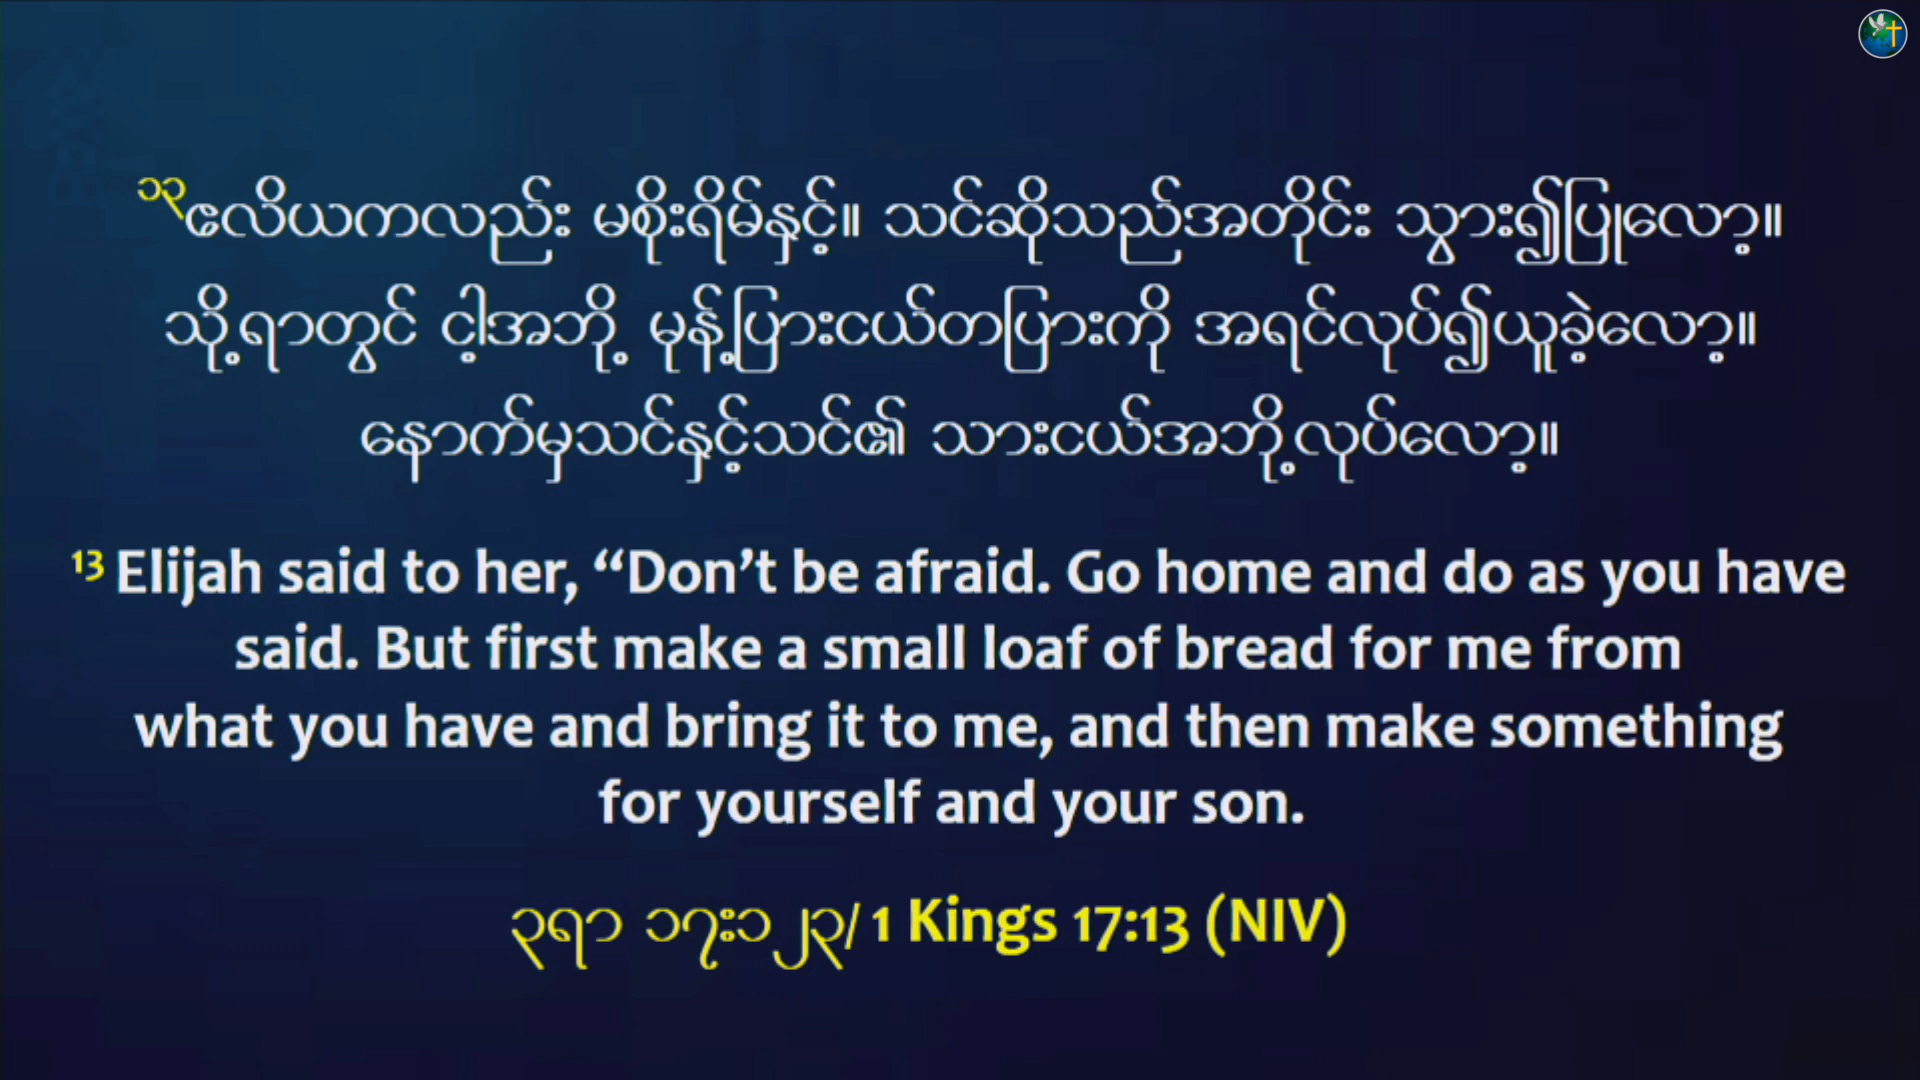 ၁၃ဧလိယကလည်း မစိုးရိမ်နှင့်။ သင်ဆိုသည်အတိုင်း သွား၍ပြုလော့။
သို့ရာတွင် ငါ့အဘို့ မုန့်ပြားငယ်တပြားကို အရင်လုပ်၍ယူခဲ့လော့။
နောက်မှသင်နှင့်သင်၏ သားငယ်အဘို့လုပ်လော့။
13 Elijah said to her, “Don’t be afraid. Go home and do as you have
said. But first make a small loaf of bread for me from
what you have and bring it to me, and then make something
for yourself and your son.
၃ရာ ၁၇း၁၂၃/ 1 Kings 17:13 (NIV)